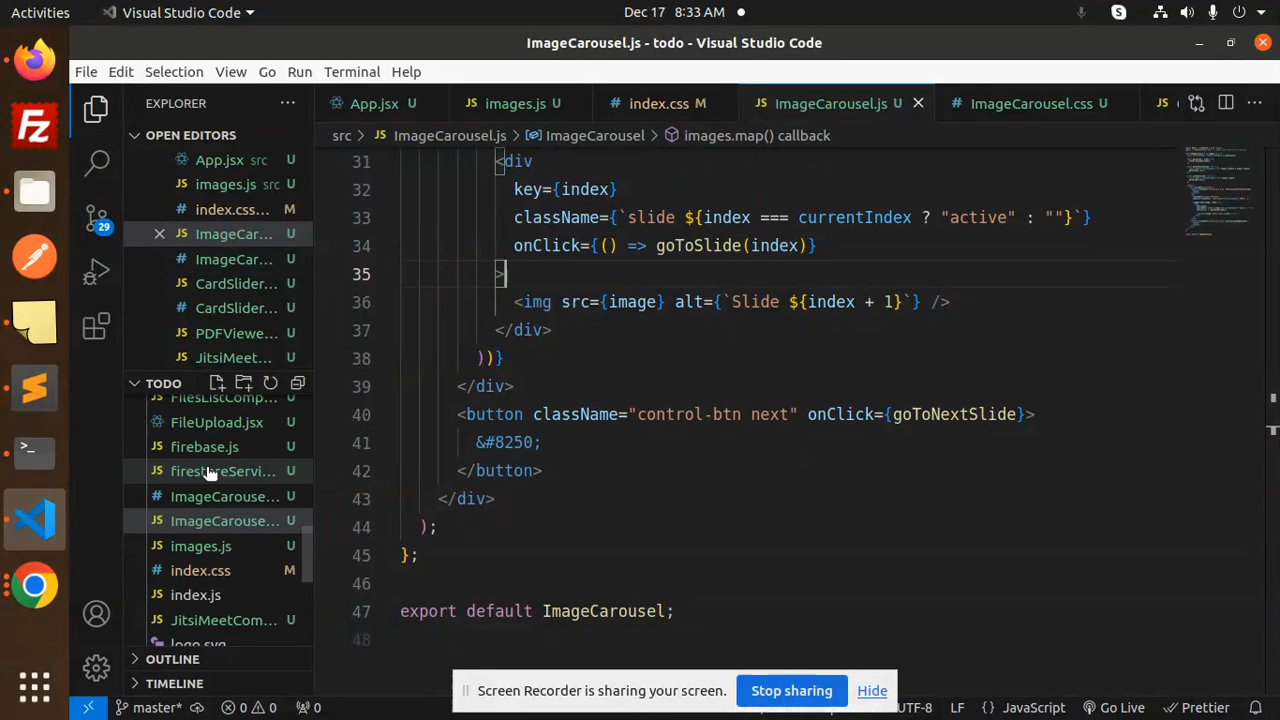 Activities
Visual Studio Code
Dec 17 8:33 AM
ImageCarousel.js - todo - Visual Studio Code
File Edit Selection View Go Run Terminal Help
EXPLORER
App.jsx U
images.js U
index.css M
ImageCarousel.js U
ImageCarousel.css U
OPEN EDITORS
App.jsx src U
images.js src U
index.css... M
ImageCar... U
ImageCar... U
CardSlider... U
CardSlider... U
PDFViewe... U
JitsiMeet... U
TODO
FilesListComp... U
FileUpload.jsx U
firebase.js U
firestoreServi... U
ImageCarouse... U
ImageCarouse... U
images.js U
index.css M
index.js
JitsiMeetCom... U
logo.svg
OUTLINE
TIMELINE
29
src > ImageCarousel.js > ImageCarousel > images.map() callback
31 <div
32 key={index}
33 className={`slide ${index === currentIndex ? "active" : ""}`}
34 onClick={() => goToSlide(index)}
35 >
36 <img src={image} alt={`Slide ${index + 1}`} />
37 </div>
38 ))}
39 </div>
40 <button className="control-btn next" onClick={goToNextSlide}>
41 &#8250;
42 </button>
43 </div>
44 );
45 };
46
47 export default ImageCarousel;
48
Screen Recorder is sharing your screen.
Stop sharing
Hide
master*
0 0
0
UTF-8
LF
{} JavaScript
Go Live
Prettier